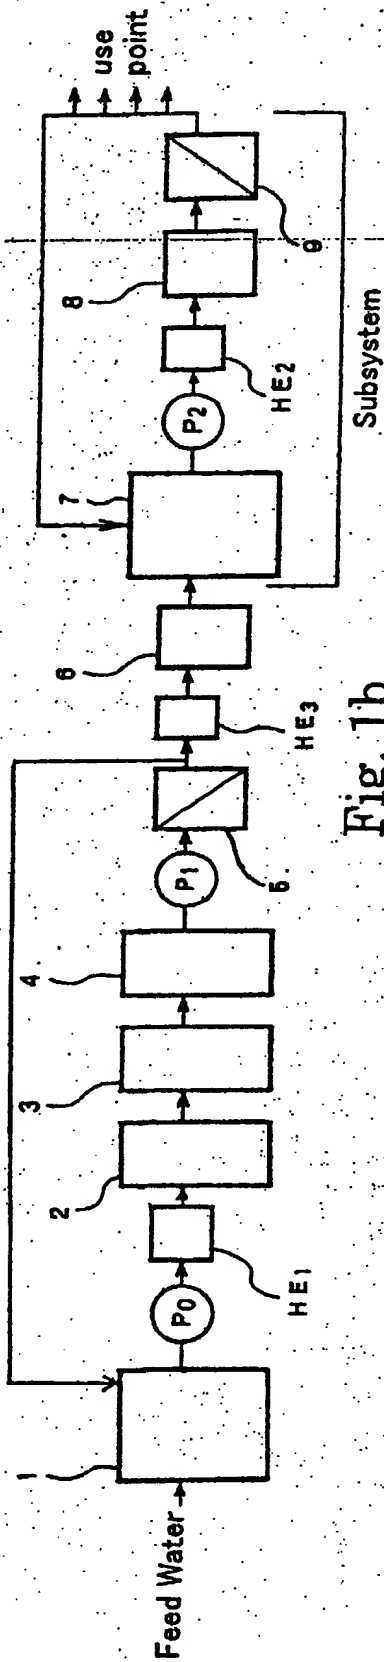 Feed Water
1
P0
HE1
2
3
4
P1
5
HE3
6
7
P2
HE2
8
9
use
point
Subsystem
Fig. 1b